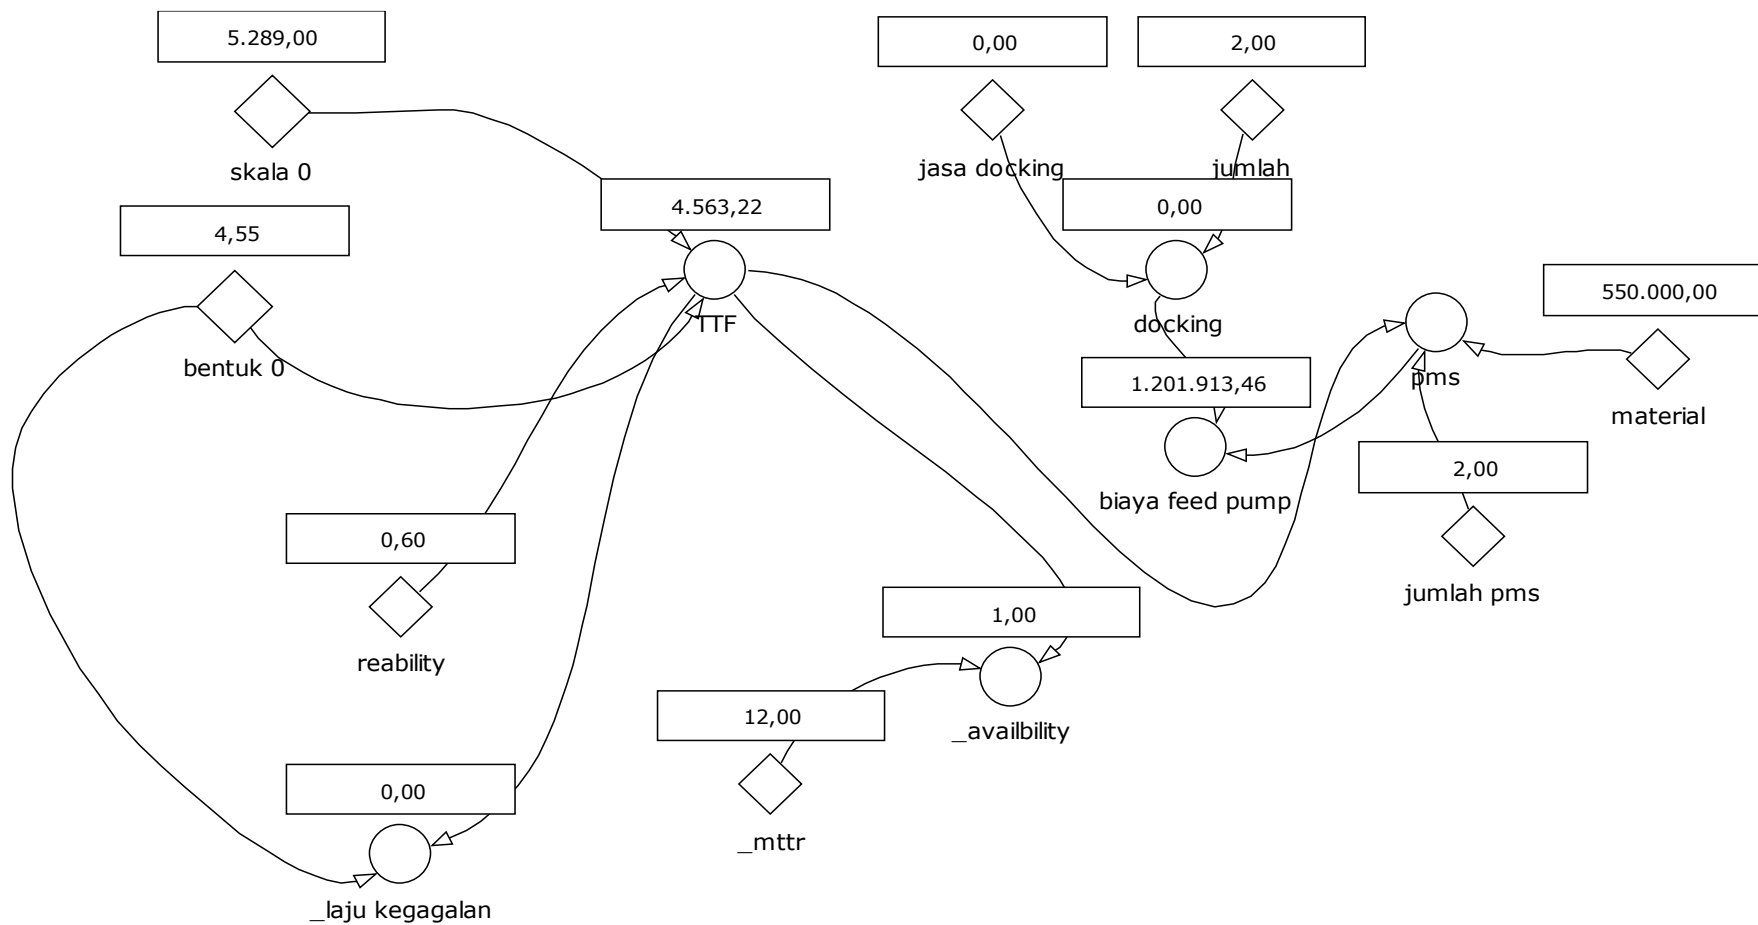 5.289,00
0,00
2,00
skala 0
jasa docking
jumlah
4,55
4.563,22
0,00
bentuk 0
TTF
docking
550.000,00
1.201.913,46
pms
material
biaya feed pump
2,00
jumlah pms
0,60
reability
1,00
_availbility
12,00
_mttr
0,00
_laju kegagalan